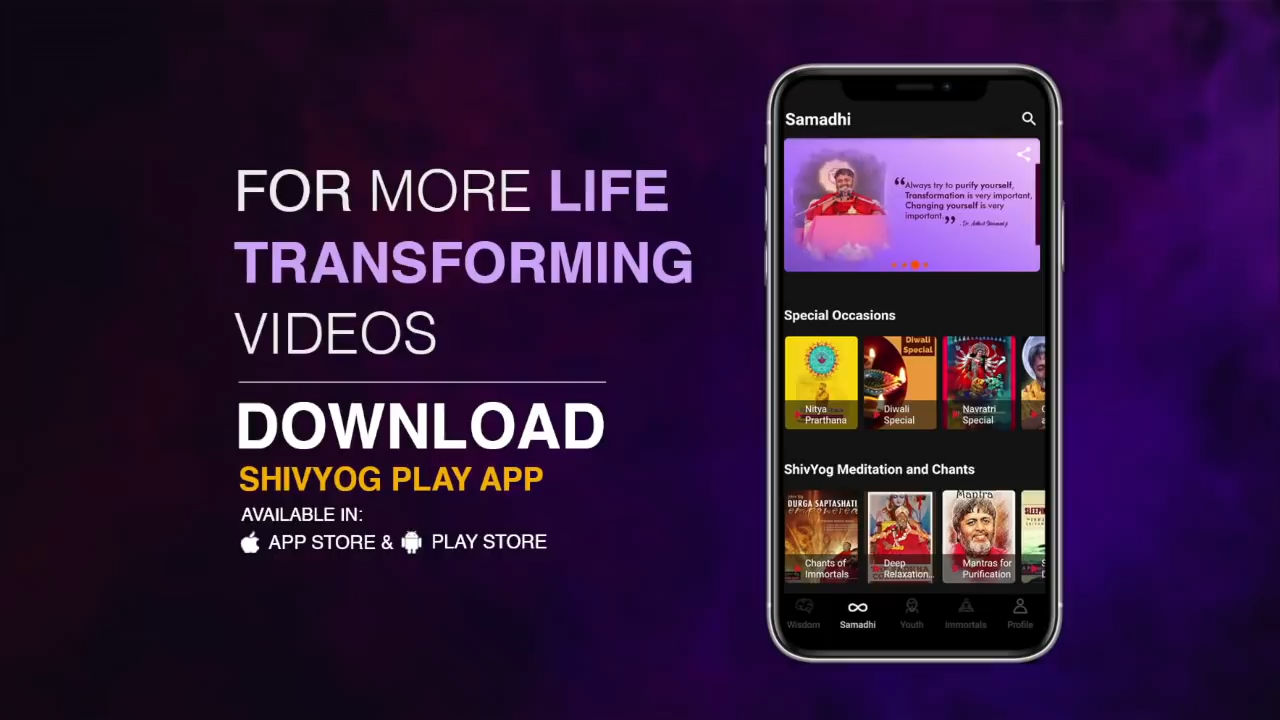 FOR MORE LIFE
TRANSFORMING
VIDEOS
DOWNLOAD
SHIVYOG PLAY APP
AVAILABLE IN:
APP STORE & PLAY STORE
Samadhi
“Always try to purify yourself,
Transformation is very important,
Changing yourself is very
important.”
Special Occasions
Nitya
Prarthana
Diwali
Special
Diwali
Special
Navratri
Special
ShivYog Meditation and Chants
DURGA SAPTASHATI
Chants of
Immortals
Deep
Relaxation...
Mantra
Mantras for
Purification
Wisdom
Samadhi
Youth
Immortals
Profile